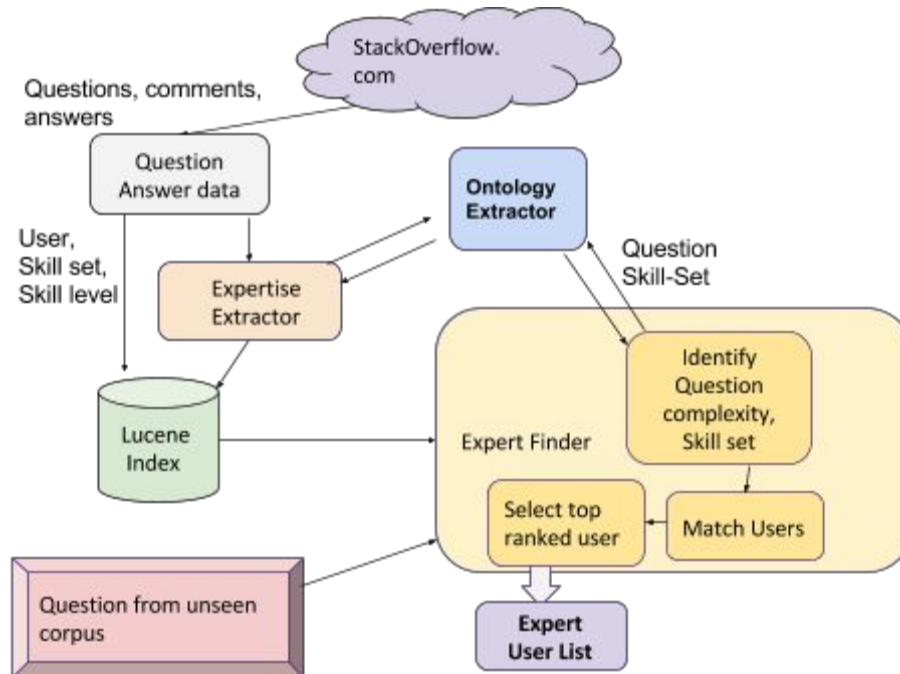 StackOverflow.
com
Questions, comments,
answers
Question
Answer data
Ontology
Extractor
User,
Skill set,
Skill level
Question
Skill-Set
Expertise
Extractor
Identify
Question
complexity,
Skill set
Lucene
Index
Expert Finder
Select top
ranked user
Match Users
Question from unseen
corpus
Expert
User List